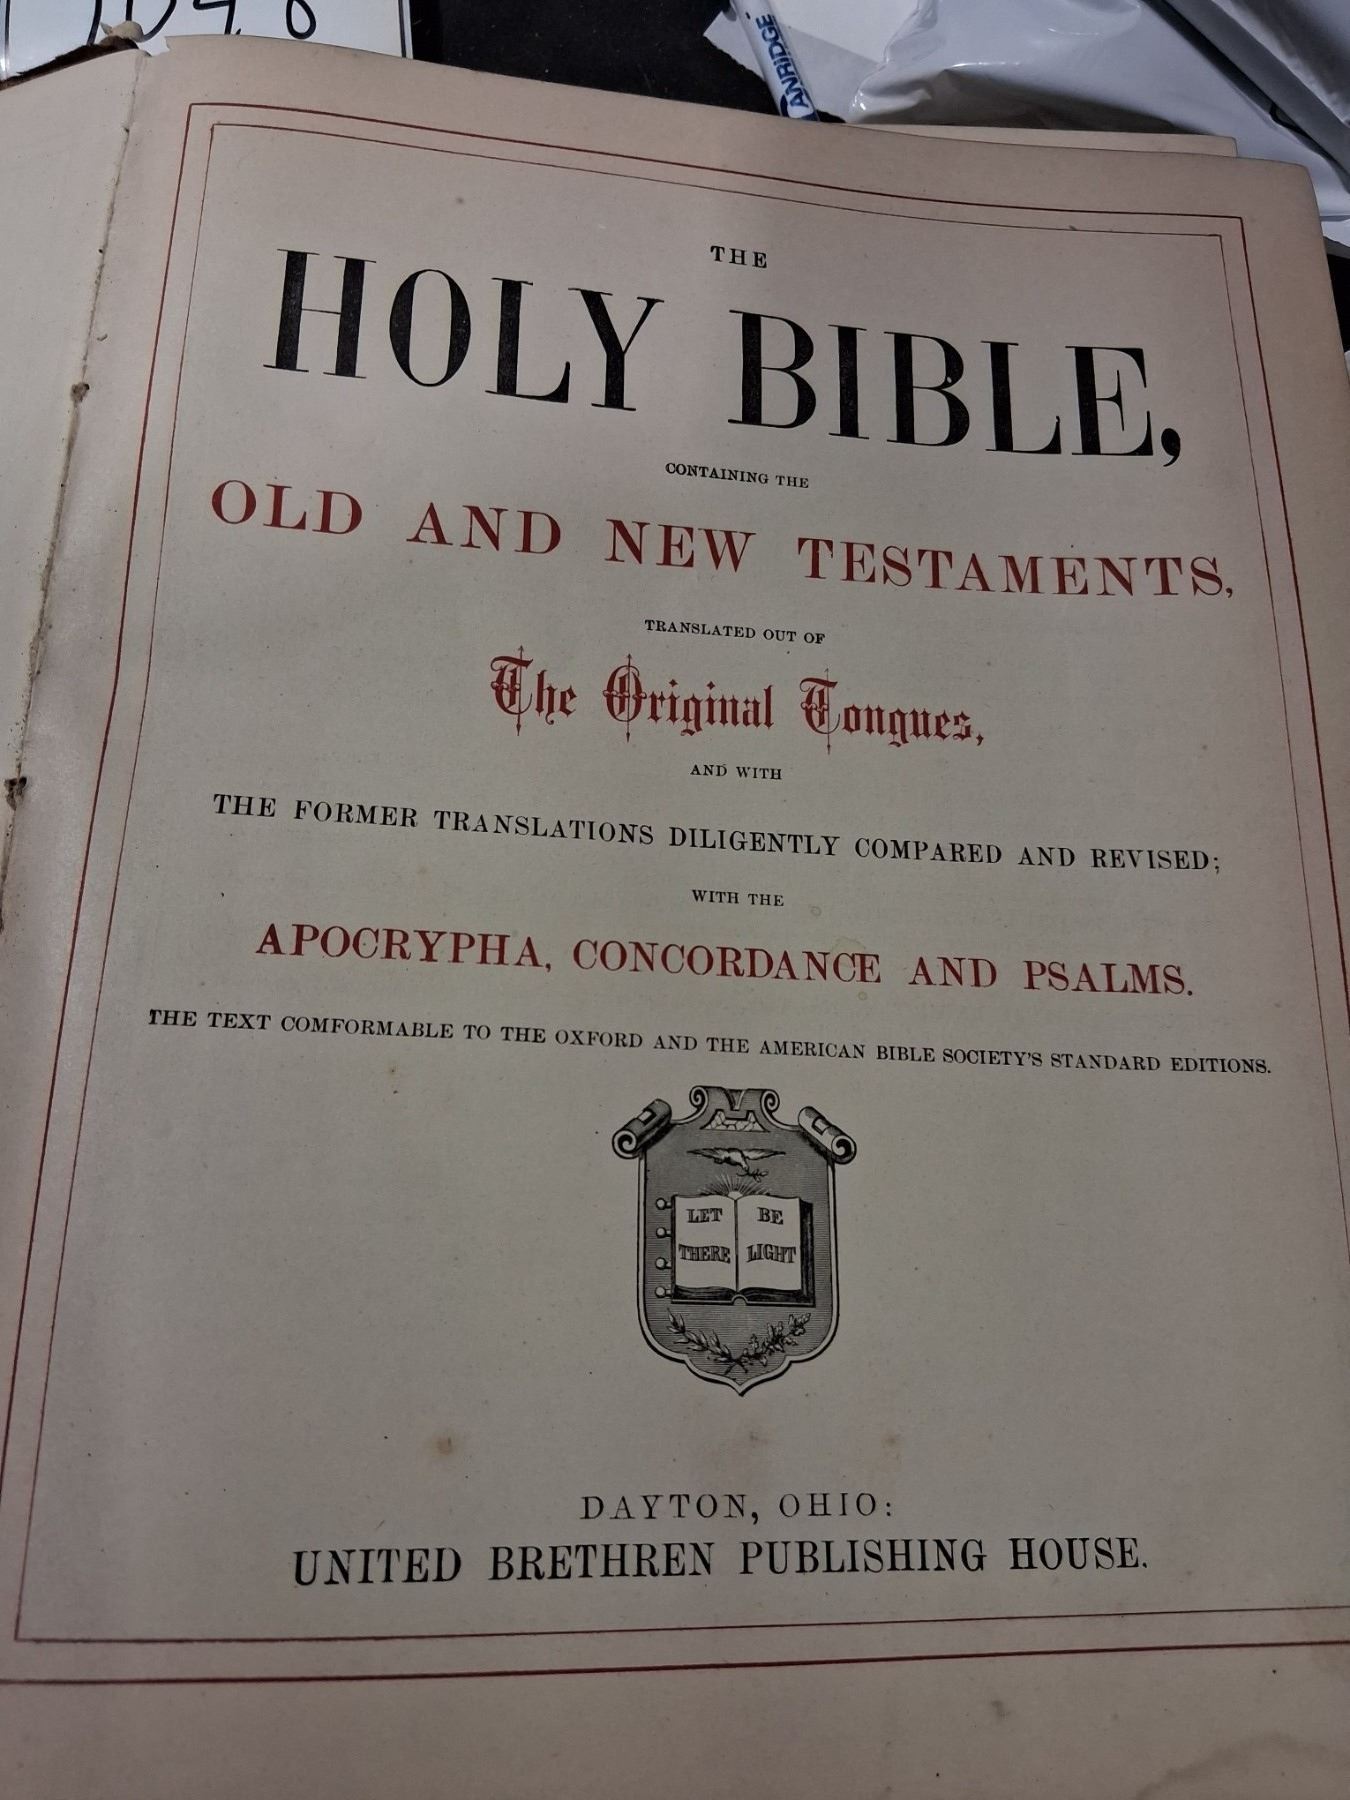 ANRIDGE
THE
HOLY BIBLE,
CONTAINING THE
OLD AND NEW TESTAMENTS,
TRANSLATED OUT OF
The Original Tongues,
AND WITH
THE FORMER TRANSLATIONS DILIGENTLY COMPARED AND REVISED;
WITH THE
APOCRYPHA, CONCORDANCE AND PSALMS.
THE TEXT COMFORMABLE TO THE OXFORD AND THE AMERICAN BIBLE SOCIETY'S STANDARD EDITIONS.
LET BE
THERE LIGHT
DAYTON, OHIO:
UNITED BRETHREN PUBLISHING HOUSE.